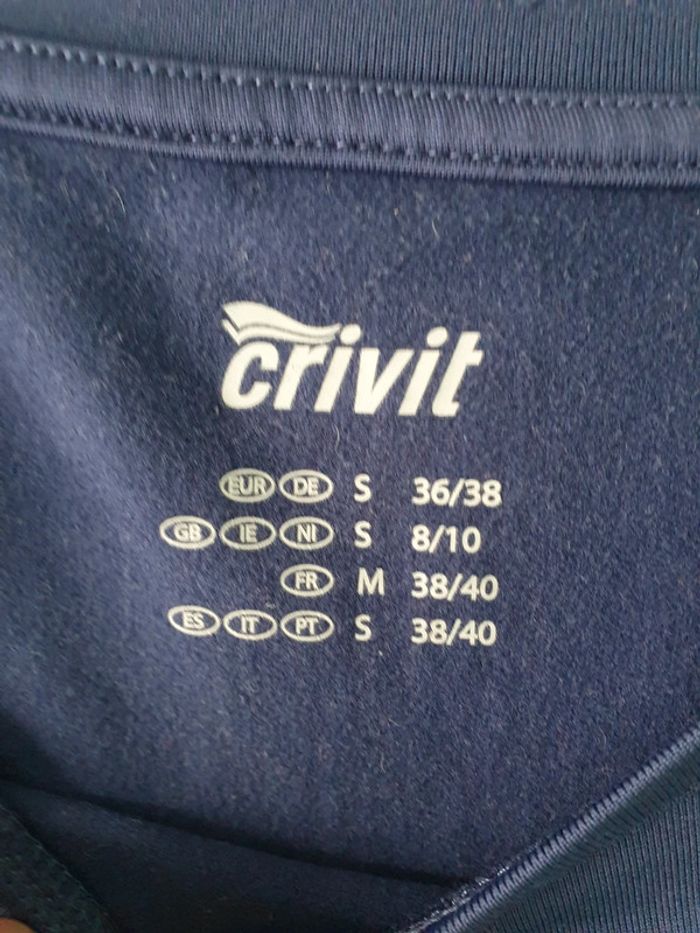 crivit
EUR DE S 36/38
GB IE NI S 8/10
FR M 38/40
ES IT PT S 38/40